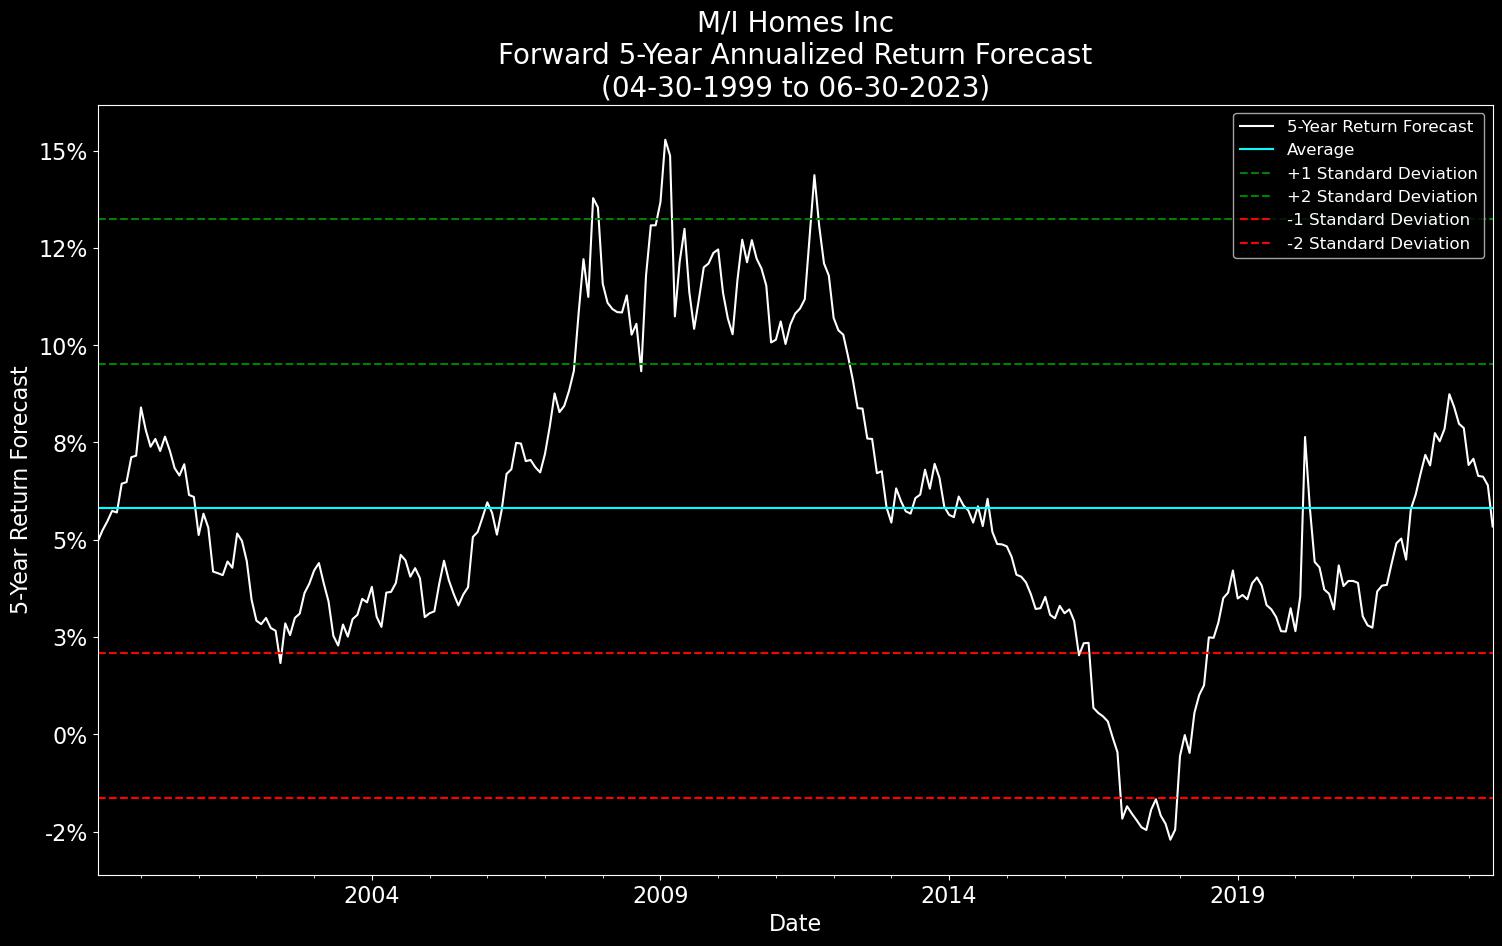 M/I Homes Inc
Forward 5-Year Annualized Return Forecast
(04-30-1999 to 06-30-2023)
5-Year Return Forecast
Average
+1 Standard Deviation
+2 Standard Deviation
-1 Standard Deviation
-2 Standard Deviation
15%
12%
10%
8%
5%
3%
0%
-2%
5-Year Return Forecast
2004
2009
2014
2019
Date